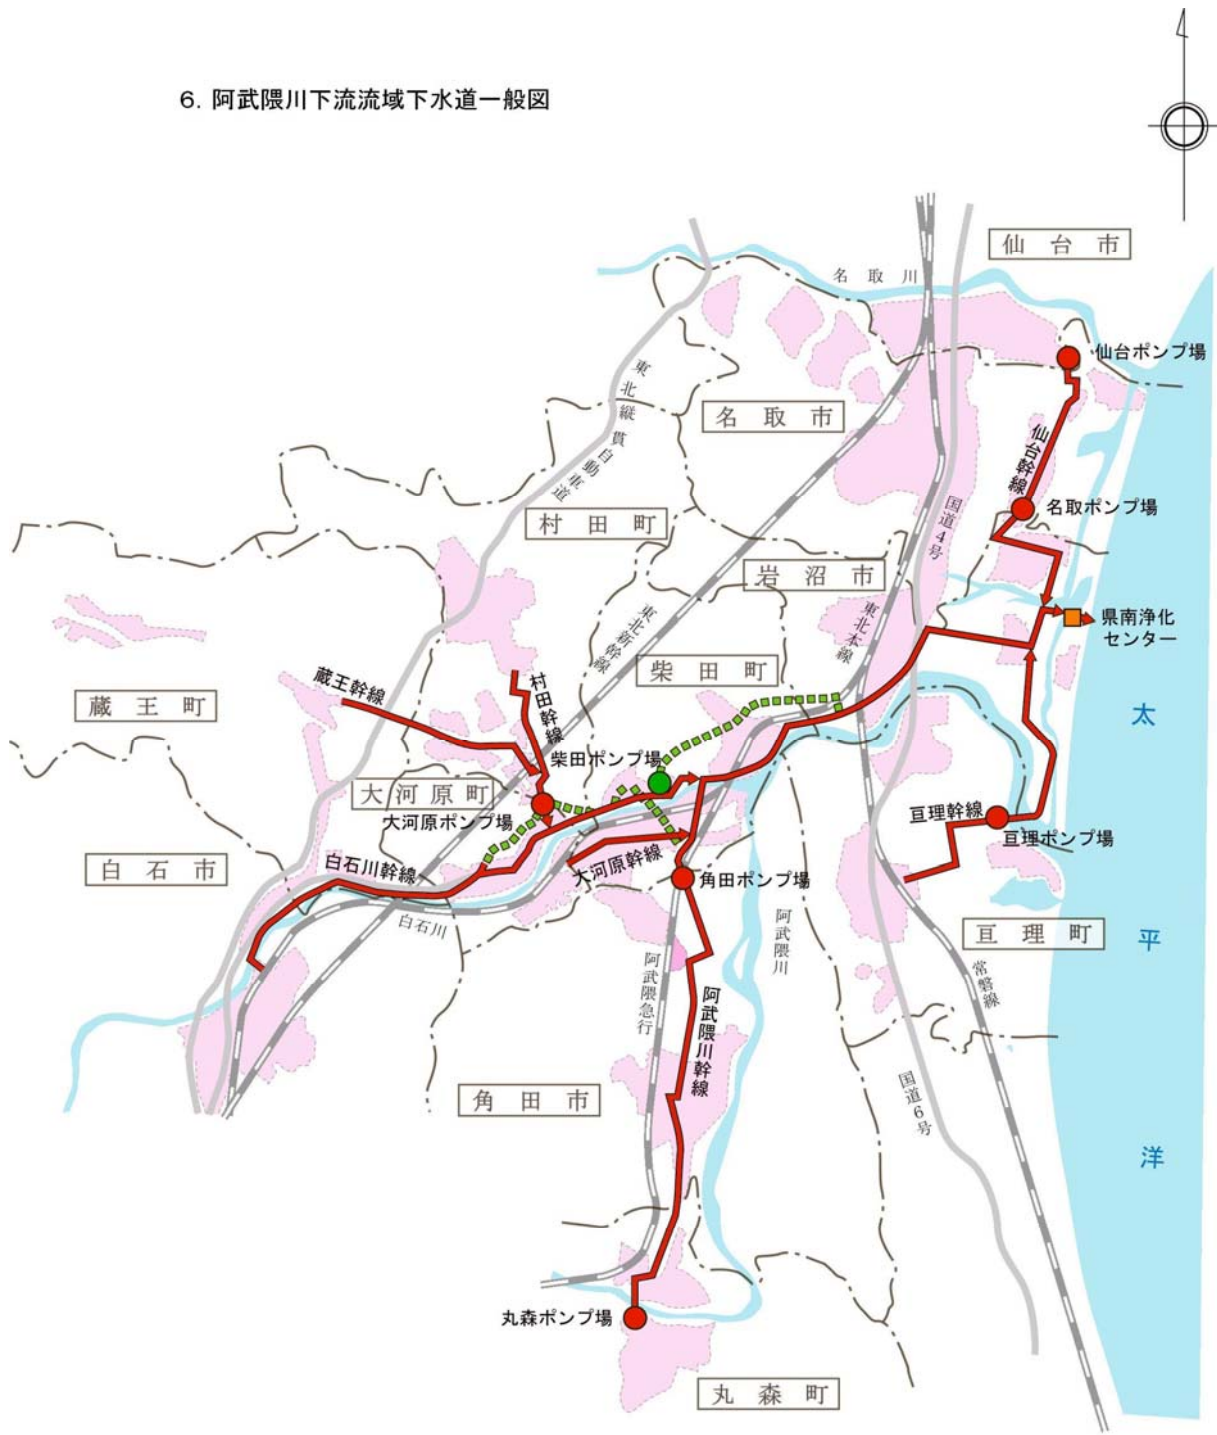 6. 阿武隈川下流流域下水道一般図
仙台市
名取川
仙台ポンプ場
東北縦貫自動車道
名取市
仙台幹線
国道4号
名取ポンプ場
村田町
岩沼市
東北新幹線
東北本線
県南浄化
センター
柴田町
蔵王幹線
村田幹線
蔵王町
太平洋
柴田ポンプ場
大河原町
大河原ポンプ場
亘理幹線
亘理ポンプ場
白石市
白石川幹線
大河原幹線
角田ポンプ場
白石川
阿武隈川
亘理町
阿武隈急行
常磐線
阿武隈川幹線
角田市
国道6号
丸森ポンプ場
丸森町